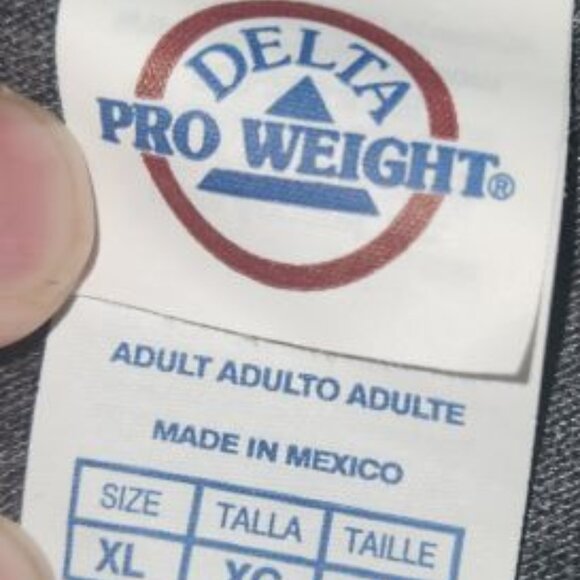 DELTA
PRO WEIGHT®
ADULT ADULTO ADULTE
MADE IN MEXICO
SIZE TALLA TAILLE
XL